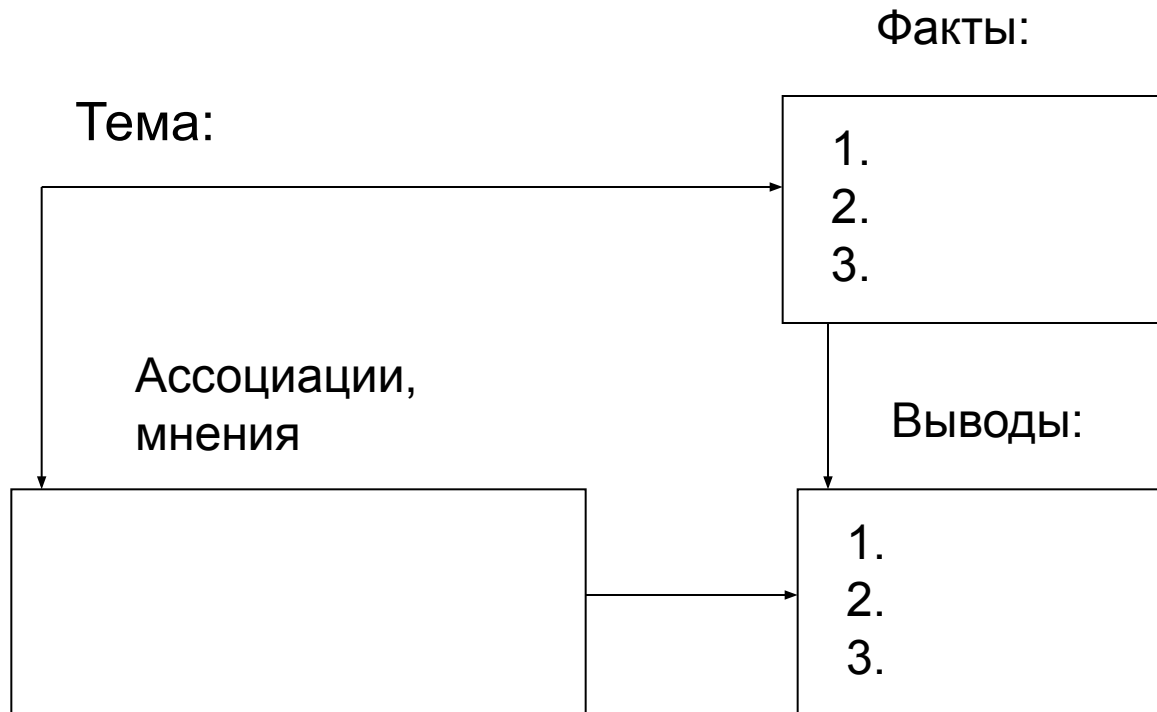 Факты:
Тема:
1.
2.
3.
Ассоциации,
мнения
Выводы:
1.
2.
3.